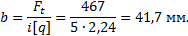 b = F_t / i[q] = 467 / 5 · 2,24 = 41,7 мм.